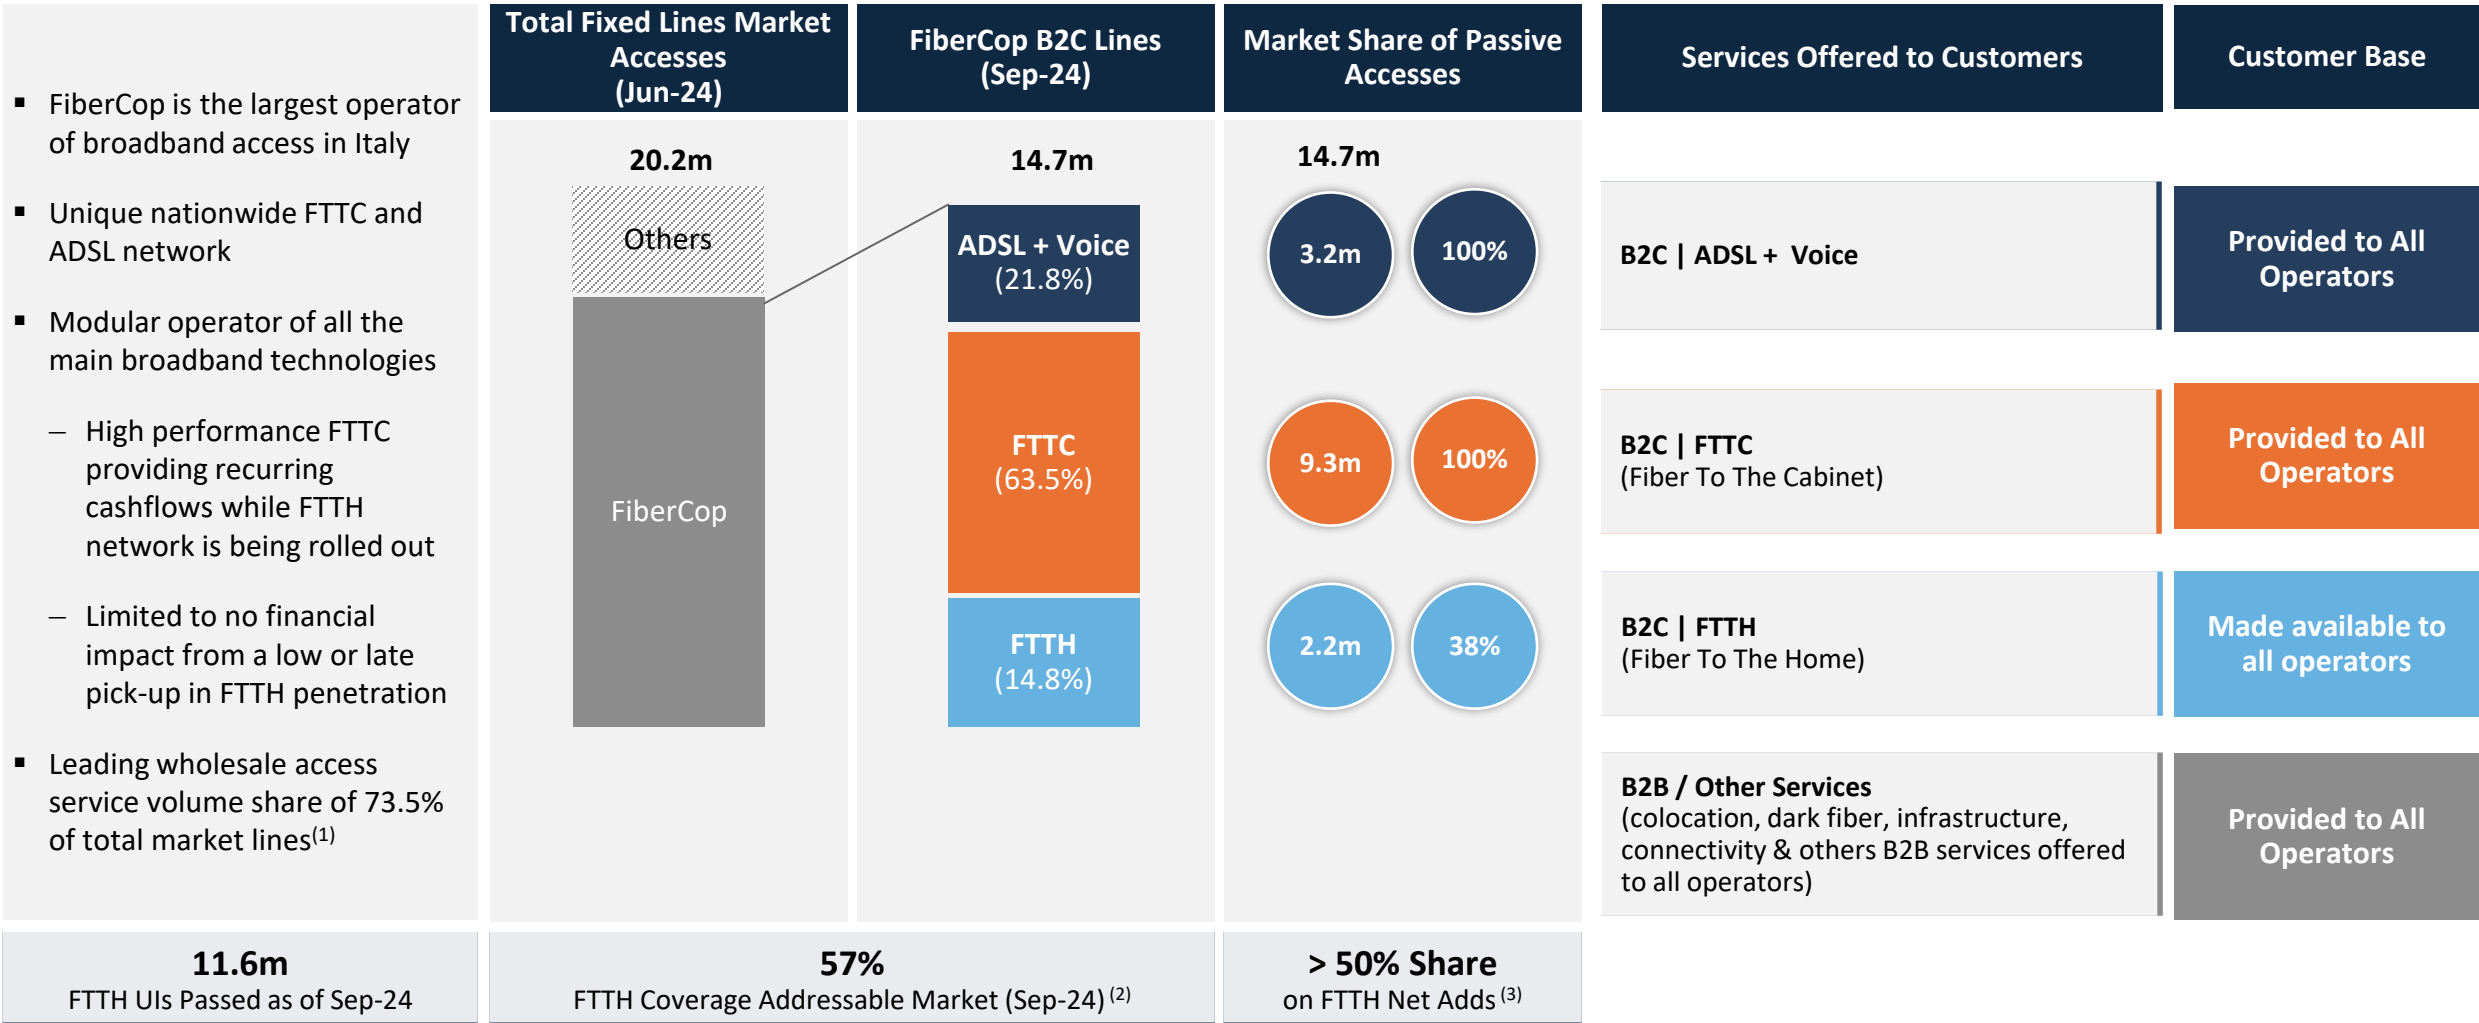 ▪ FiberCop is the largest operator
of broadband access in Italy
▪ Unique nationwide FTTC and
ADSL network
▪ Modular operator of all the
main broadband technologies
– High performance FTTC
providing recurring
cashflows while FTTH
network is being rolled out
– Limited to no financial
impact from a low or late
pick-up in FTTH penetration
▪ Leading wholesale access
service volume share of 73.5%
of total market lines(1)
11.6m
FTTH UIs Passed as of Sep-24
Total Fixed Lines Market
Accesses
(Jun-24)
20.2m
Others
FiberCop
FiberCop B2C Lines
(Sep-24)
14.7m
ADSL + Voice
(21.8%)
FTTC
(63.5%)
FTTH
(14.8%)
57%
FTTH Coverage Addressable Market (Sep-24) (2)
Market Share of Passive
Accesses
14.7m
3.2m 100%
9.3m 100%
2.2m 38%
> 50% Share
on FTTH Net Adds (3)
Services Offered to Customers
Customer Base
B2C | ADSL + Voice
Provided to All
Operators
B2C | FTTC
(Fiber To The Cabinet)
Provided to All
Operators
B2C | FTTH
(Fiber To The Home)
Made available to
all operators
B2B / Other Services
(colocation, dark fiber, infrastructure,
connectivity & others B2B services offered
to all operators)
Provided to All
Operators